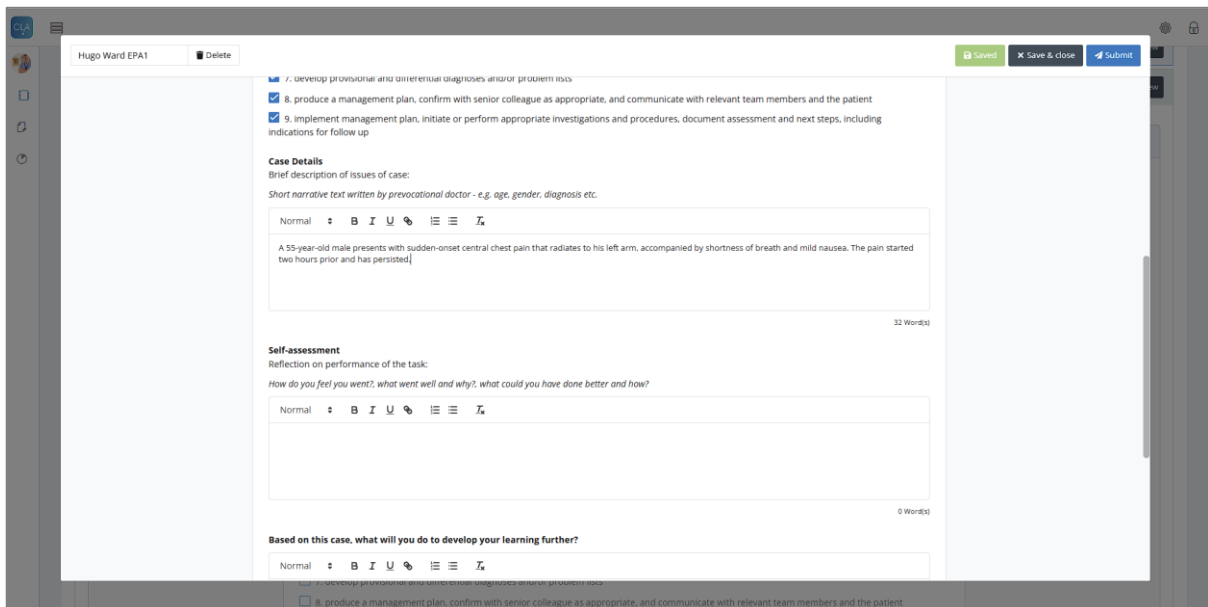 CLA
Hugo Ward EPA1
Delete
Saved
Save & close
Submit
7. develop provisional and differential diagnoses and/or problem lists
8. produce a management plan, confirm with senior colleague as appropriate, and communicate with relevant team members and the patient
9. implement management plan, initiate or perform appropriate investigations and procedures, document assessment and next steps, including
indications for follow up
Case Details
Brief description of issues of case:
Short narrative text written by prevocational doctor - e.g. age, gender, diagnosis etc.
Normal B I U
A 55-year-old male presents with sudden-onset central chest pain that radiates to his left arm, accompanied by shortness of breath and mild nausea. The pain started
two hours prior and has persisted.
32 Word(s)
Self-assessment
Reflection on performance of the task:
How do you feel you went?, what went well and why?, what could you have done better and how?
Normal B I U
0 Word(s)
Based on this case, what will you do to develop your learning further?
Normal B I U
7. develop provisional and differential diagnoses and/or problem lists
8. produce a management plan, confirm with senior colleague as appropriate, and communicate with relevant team members and the patient